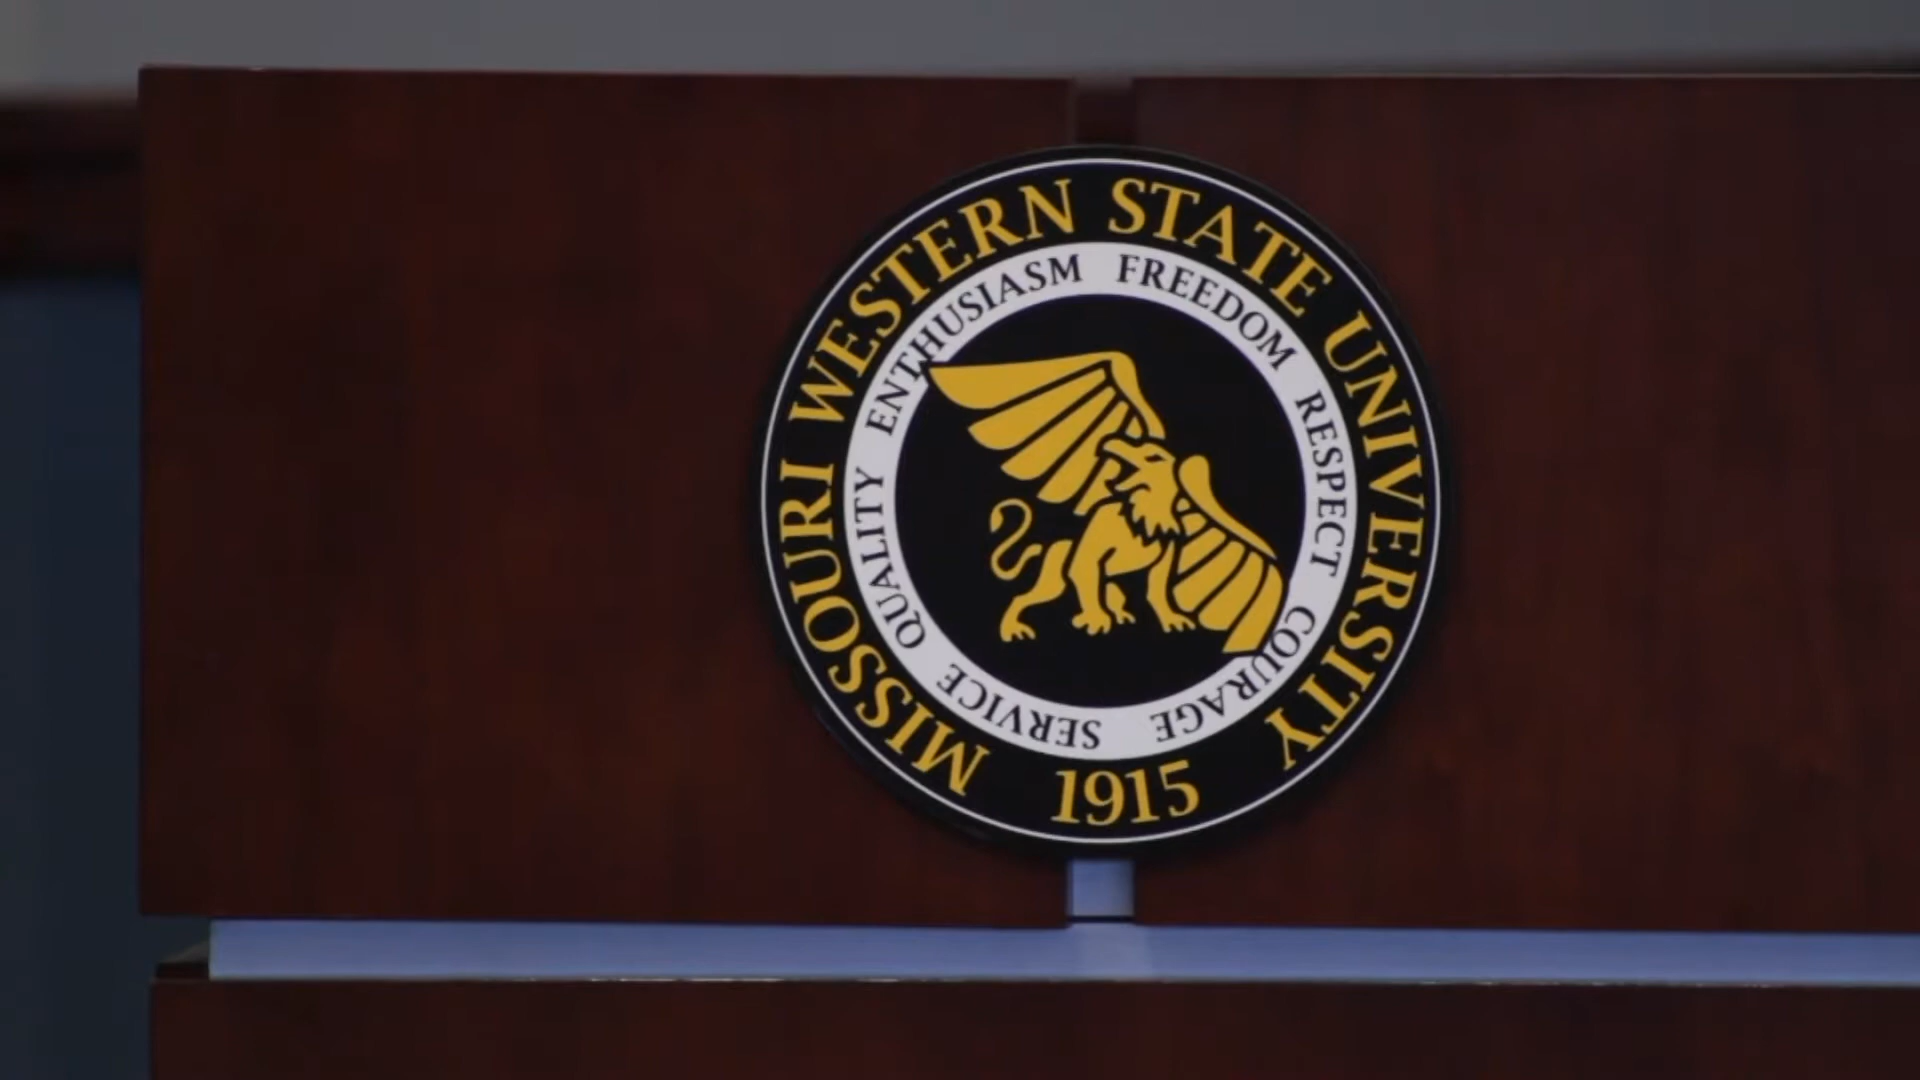 MISSOURI WESTERN STATE UNIVERSITY
1915
SERVICE QUALITY ENTHUSIASM FREEDOM RESPECT COURAGE